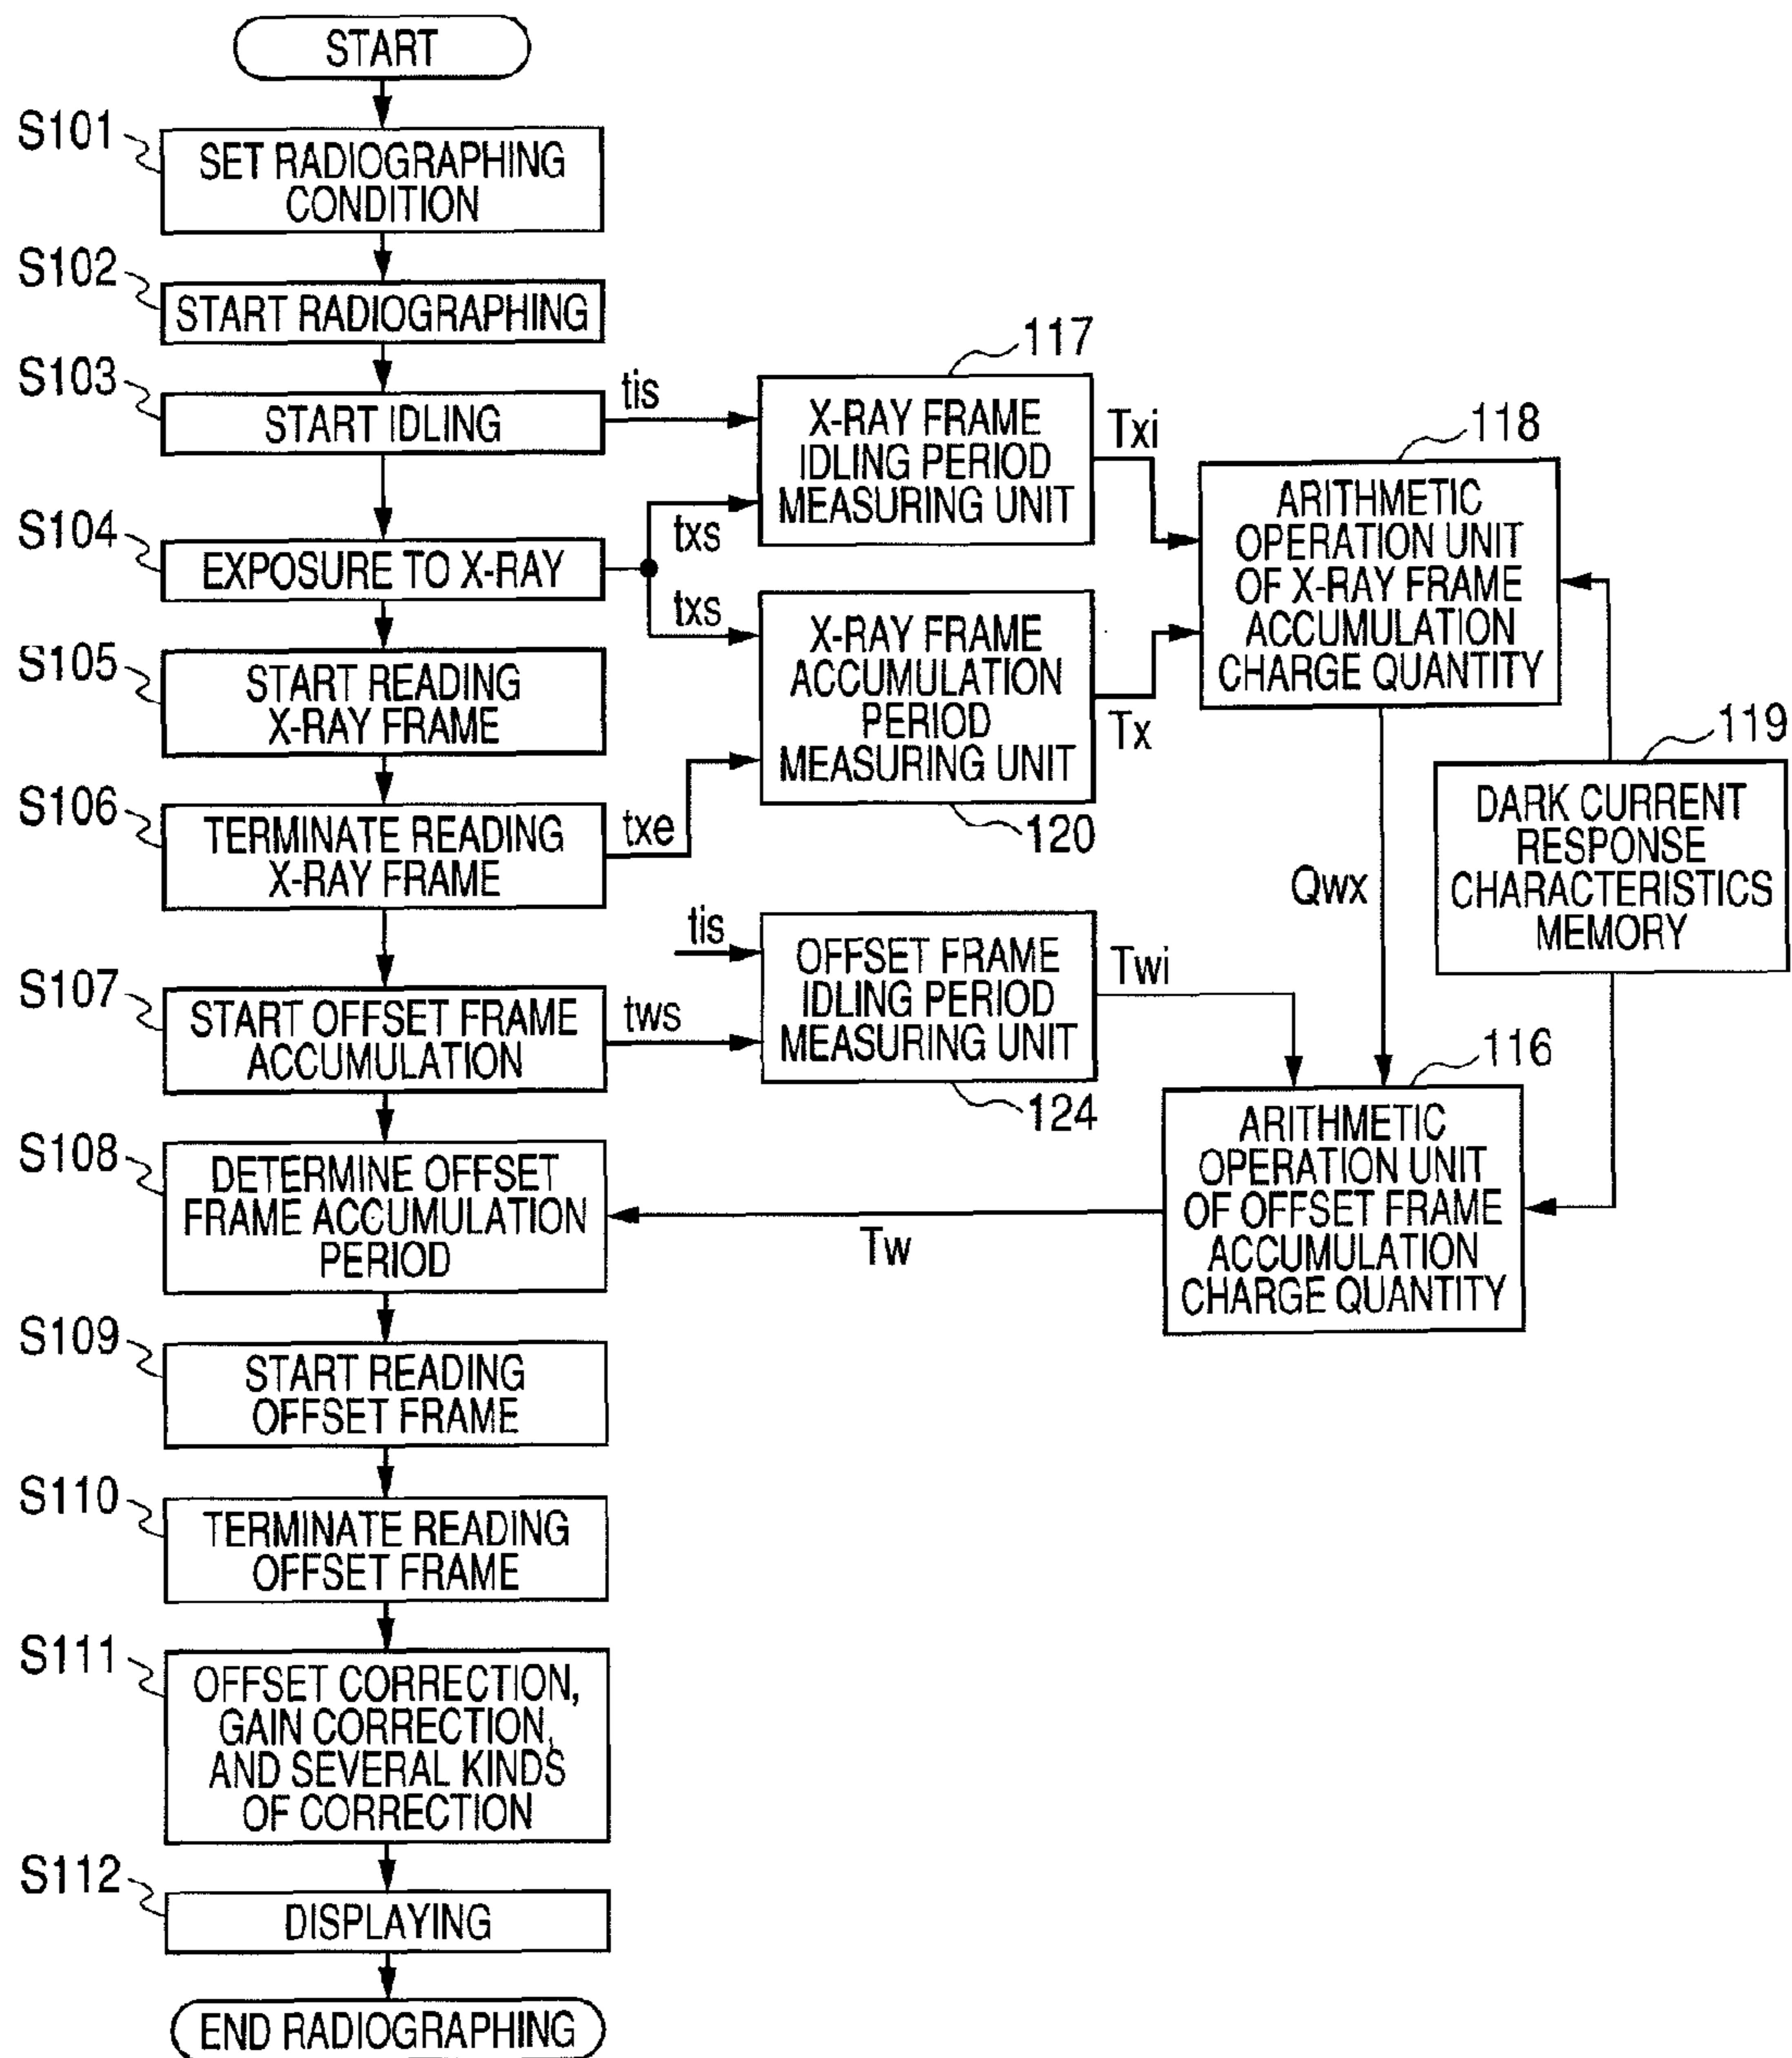 START
S101
SET RADIOGRAPHING
CONDITION
S102
START RADIOGRAPHING
S103
START IDLING
tis
S104
EXPOSURE TO X-RAY
txs
txs
S105
START READING
X-RAY FRAME
S106
TERMINATE READING
X-RAY FRAME
txe
S107
START OFFSET FRAME
ACCUMULATION
tws
S108
DETERMINE OFFSET
FRAME ACCUMULATION
PERIOD
S109
START READING
OFFSET FRAME
S110
TERMINATE READING
OFFSET FRAME
S111
OFFSET CORRECTION,
GAIN CORRECTION,
AND SEVERAL KINDS
OF CORRECTION
S112
DISPLAYING
END RADIOGRAPHING
117
X-RAY FRAME
IDLING PERIOD
MEASURING UNIT
Txi
X-RAY FRAME
ACCUMULATION
PERIOD
MEASURING UNIT
120
Tx
tis
OFFSET FRAME
IDLING PERIOD
MEASURING UNIT
124
Twi
118
ARITHMETIC
OPERATION UNIT
OF X-RAY FRAME
ACCUMULATION
CHARGE QUANTITY
Qwx
119
DARK CURRENT
RESPONSE
CHARACTERISTICS
MEMORY
116
ARITHMETIC
OPERATION UNIT
OF OFFSET FRAME
ACCUMULATION
CHARGE QUANTITY
Tw